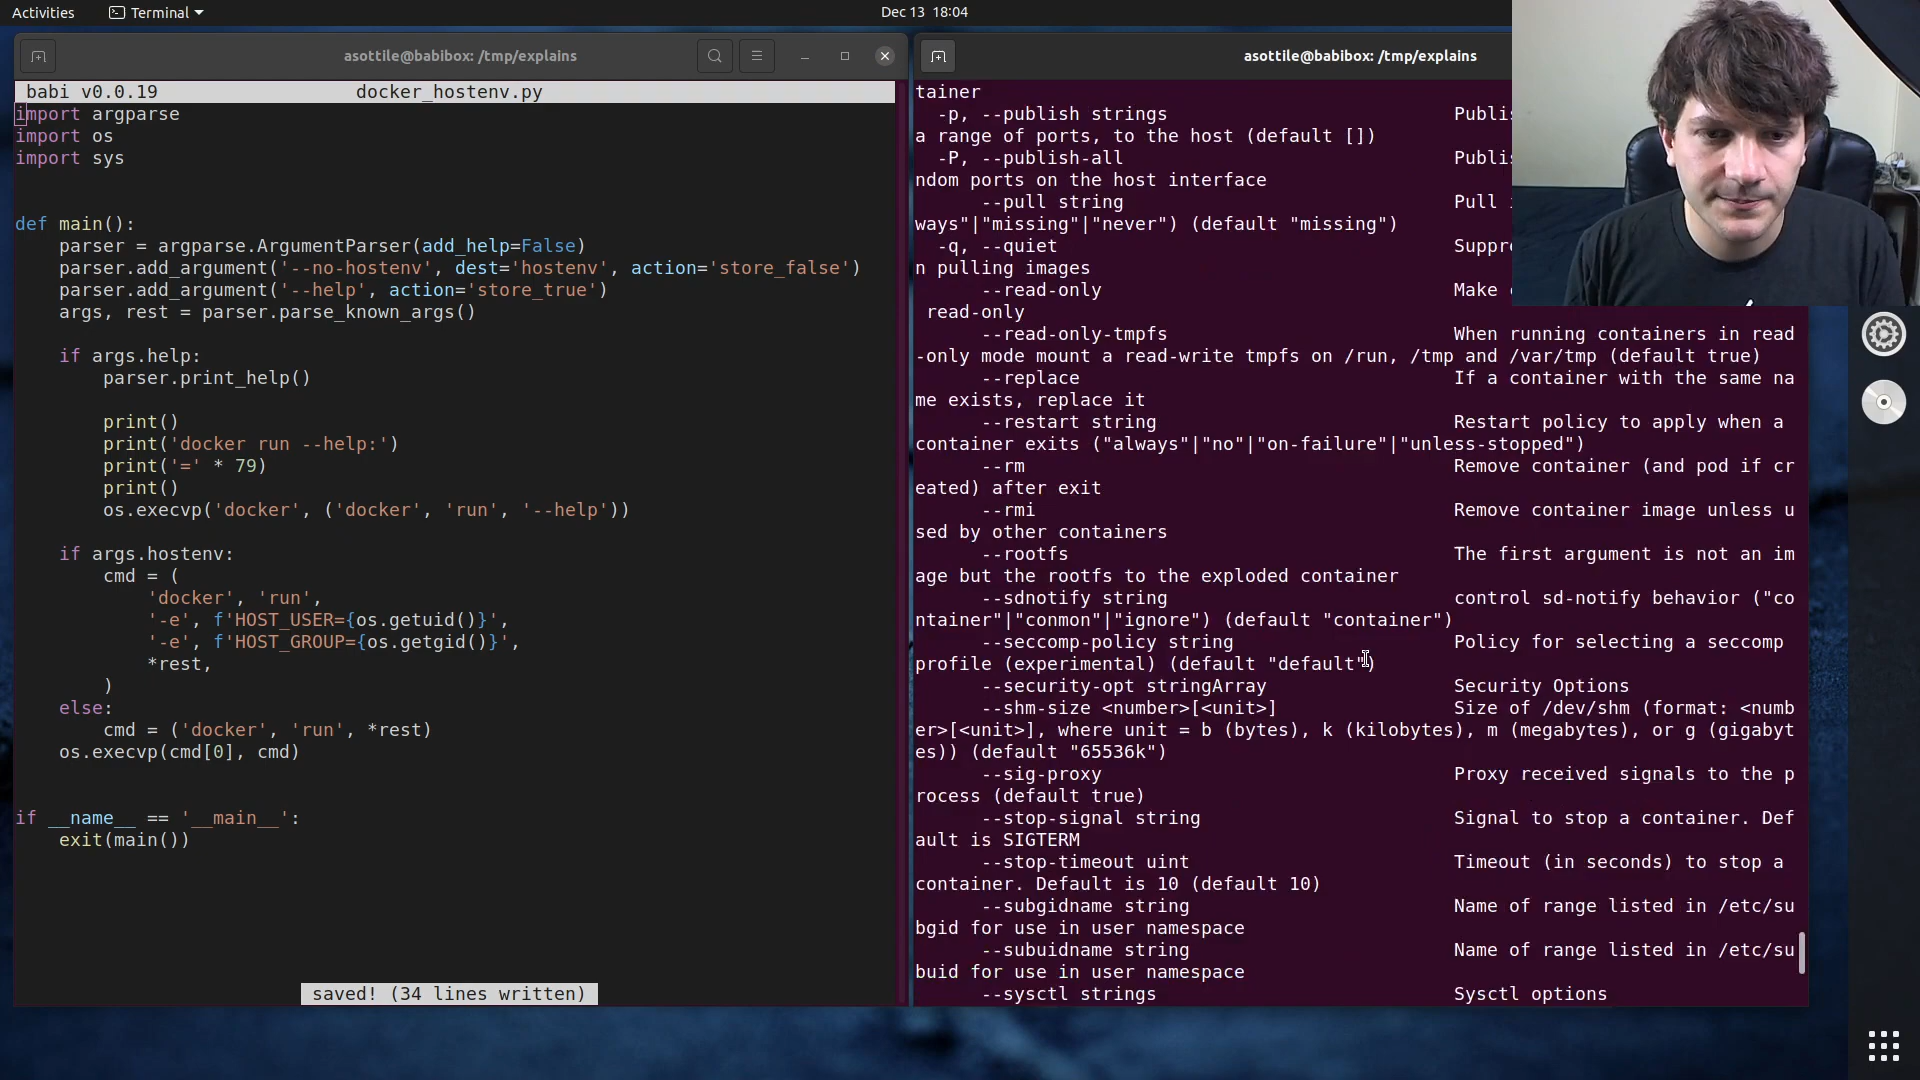 Activities
Terminal
Dec 13 18:04
asottile@babibox: /tmp/explains
babi v0.0.19 docker_hostenv.py
import argparse
import os
import sys
def main():
parser = argparse.ArgumentParser(add_help=False)
parser.add_argument('--no-hostenv', dest='hostenv', action='store_false')
parser.add_argument('--help', action='store_true')
args, rest = parser.parse_known_args()
if args.help:
parser.print_help()
print()
print('docker run --help:')
print('=' * 79)
print()
os.execvp('docker', ('docker', 'run', '--help'))
if args.hostenv:
cmd = (
'docker', 'run',
'-e', f'HOST_USER={os.getuid()}',
'-e', f'HOST_GROUP={os.getgid()}',
*rest,
)
else:
cmd = ('docker', 'run', *rest)
os.execvp(cmd[0], cmd)
if __name__ == '__main__':
exit(main())
saved! (34 lines written)
asottile@babibox: /tmp/explains
tainer
-p, --publish strings Publis
a range of ports, to the host (default [])
-P, --publish-all Publis
ndom ports on the host interface
--pull string Pull
ways"|"missing"|"never") (default "missing")
-q, --quiet Suppre
n pulling images
--read-only Make
read-only
--read-only-tmpfs When running containers in read
-only mode mount a read-write tmpfs on /run, /tmp and /var/tmp (default true)
--replace If a container with the same na
me exists, replace it
--restart string Restart policy to apply when a
container exits ("always"|"no"|"on-failure"|"unless-stopped")
--rm Remove container (and pod if cr
eated) after exit
--rmi Remove container image unless u
sed by other containers
--rootfs The first argument is not an im
age but the rootfs to the exploded container
--sdnotify string control sd-notify behavior ("co
ntainer"|"conmon"|"ignore") (default "container")
--seccomp-policy string Policy for selecting a seccomp
profile (experimental) (default "default")
--security-opt stringArray Security Options
--shm-size <number>[<unit>] Size of /dev/shm (format: <numb
er>[<unit>], where unit = b (bytes), k (kilobytes), m (megabytes), or g (gigabyt
es)) (default "65536k")
--sig-proxy Proxy received signals to the p
rocess (default true)
--stop-signal string Signal to stop a container. Def
ault is SIGTERM
--stop-timeout uint Timeout (in seconds) to stop a
container. Default is 10 (default 10)
--subgidname string Name of range listed in /etc/su
bgid for use in user namespace
--subuidname string Name of range listed in /etc/su
buid for use in user namespace
--sysctl strings Sysctl options